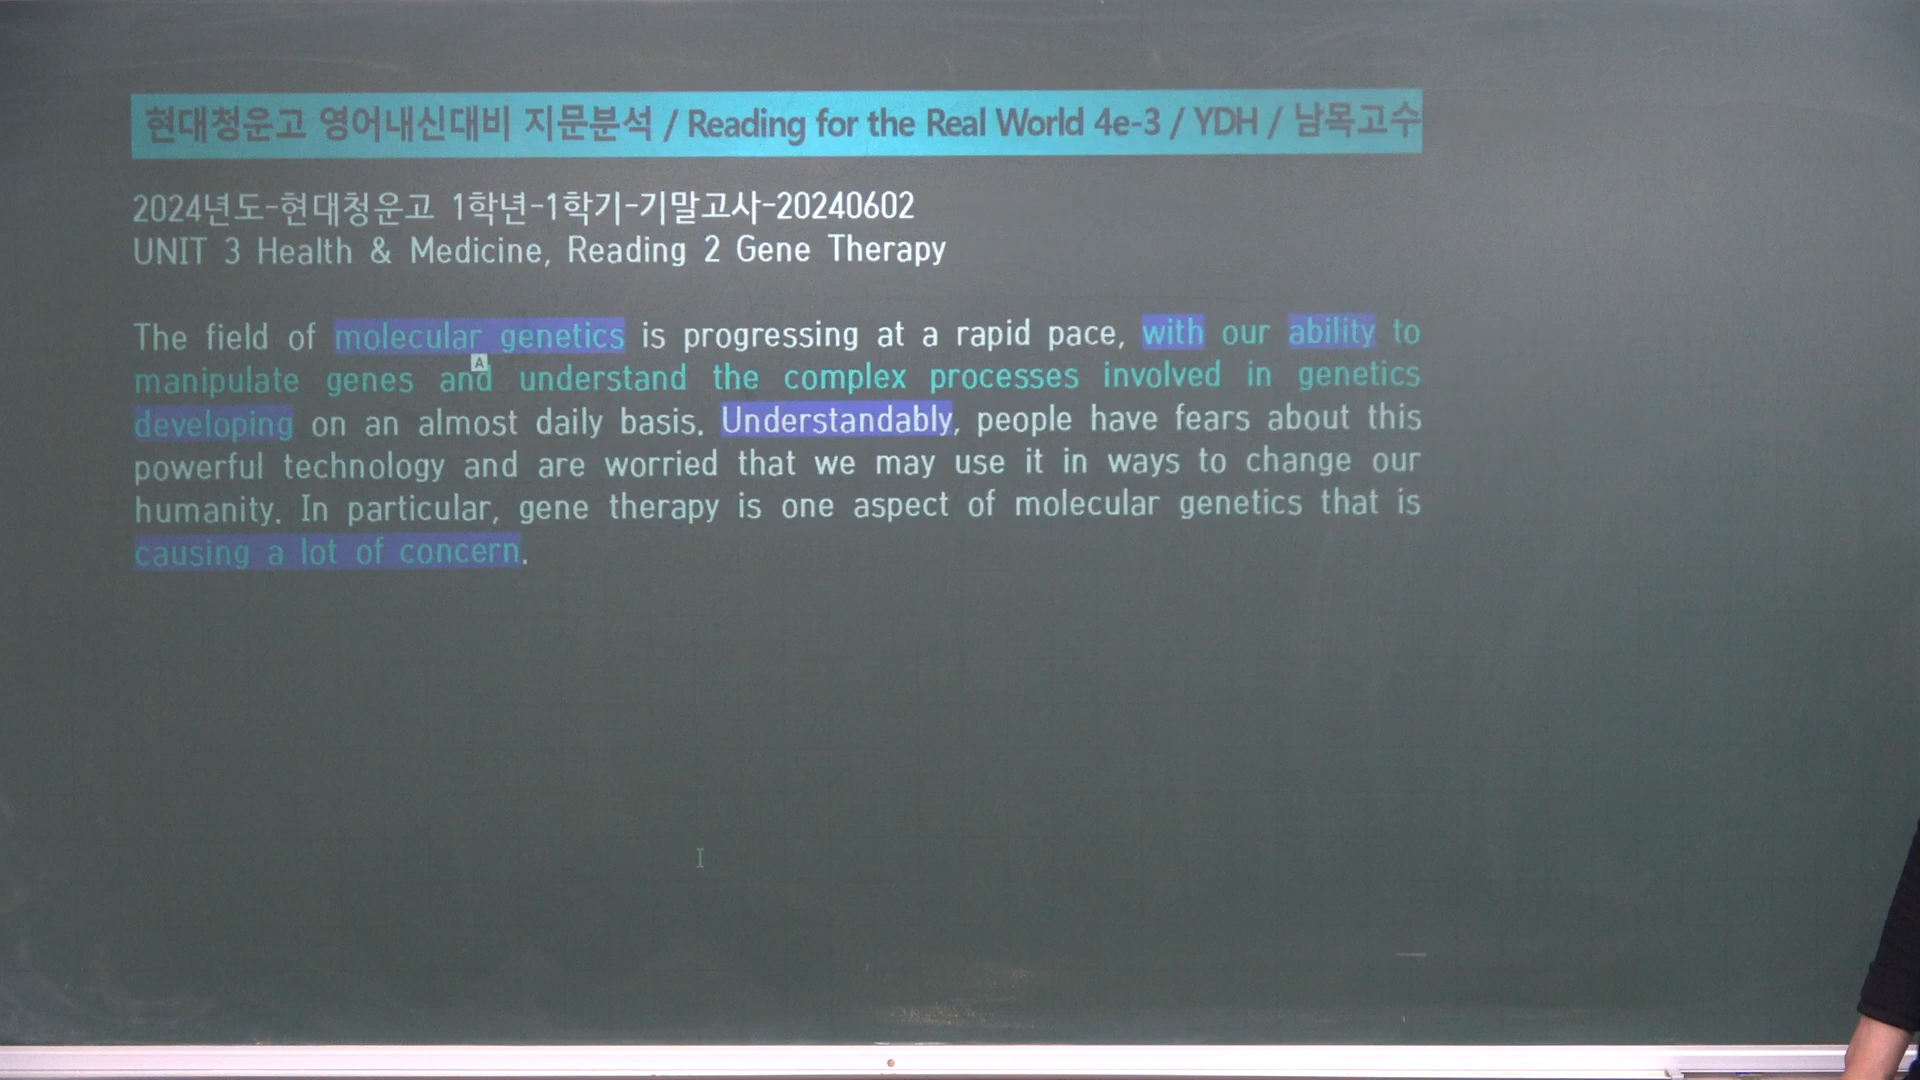 현대청운고 영어내신대비 지문분석 / Reading for the Real World 4e-3 / YDH / 남목고수
2024년도-현대청운고 1학년-1학기-기말고사-20240602
UNIT 3 Health & Medicine, Reading 2 Gene Therapy
The field of molecular genetics is progressing at a rapid pace, with our ability to
manipulate genes and understand the complex processes involved in genetics
developing on an almost daily basis. Understandably, people have fears about this
powerful technology and are worried that we may use it in ways to change our
humanity. In particular, gene therapy is one aspect of molecular genetics that is
causing a lot of concern.
A